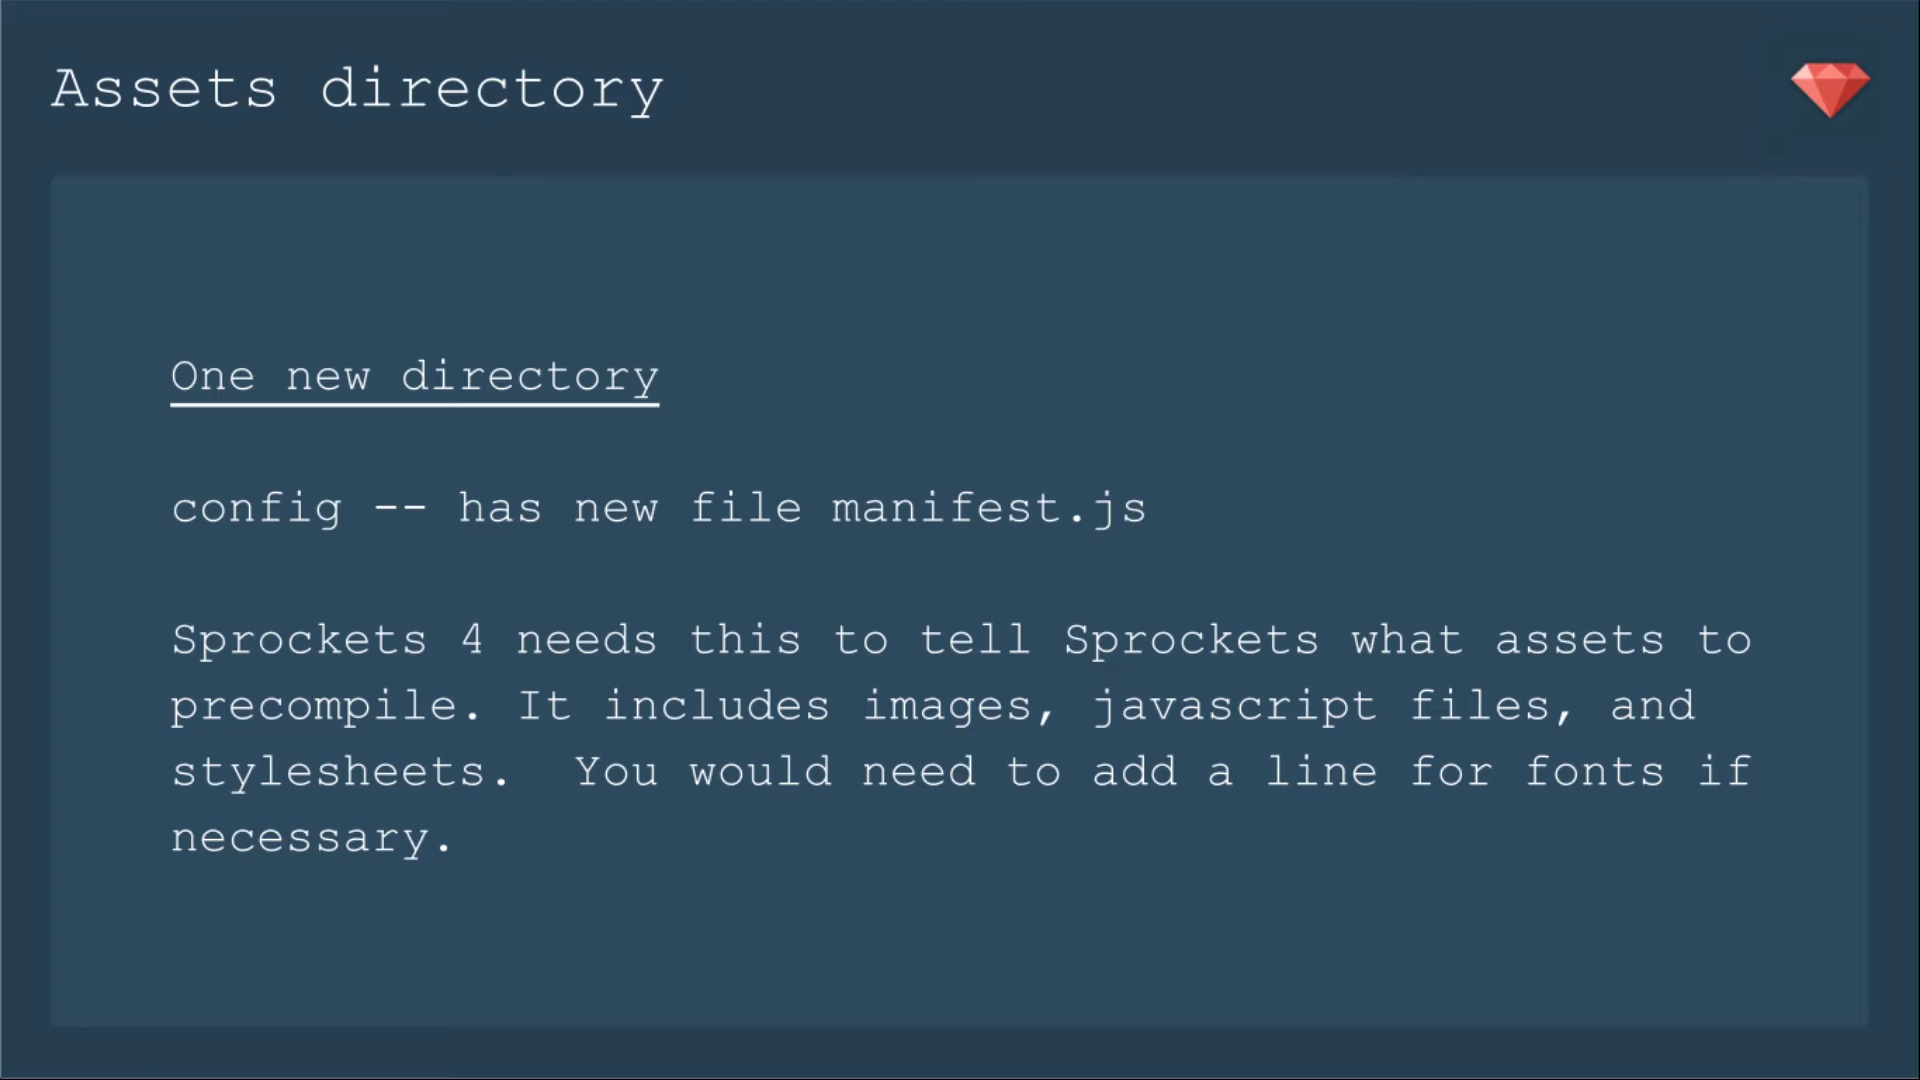 Assets directory
One new directory
config -- has new file manifest.js
Sprockets 4 needs this to tell Sprockets what assets to
precompile. It includes images, javascript files, and
stylesheets.  You would need to add a line for fonts if
necessary.